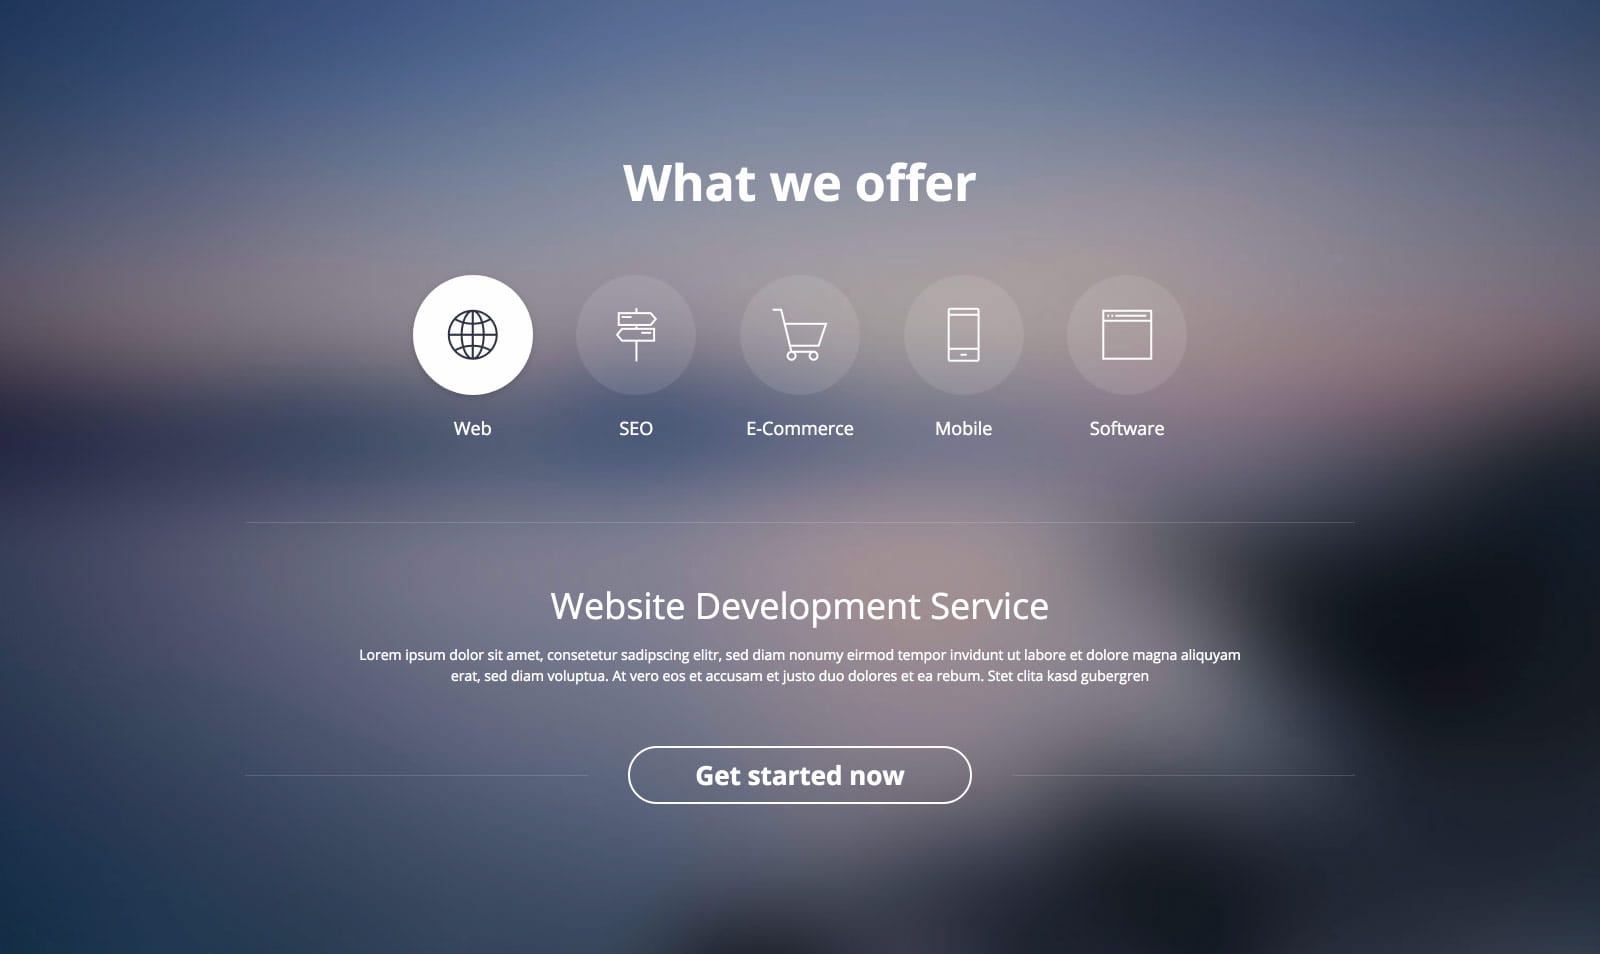 What we offer
Web
SEO
E-Commerce
Mobile
Software
Website Development Service
Lorem ipsum dolor sit amet, consetetur sadipscing elitr, sed diam nonumy eirmod tempor invidunt ut labore et dolore magna aliquyam
erat, sed diam voluptua. At vero eos et accusam et justo duo dolores et ea rebum. Stet clita kasd gubergren
Get started now